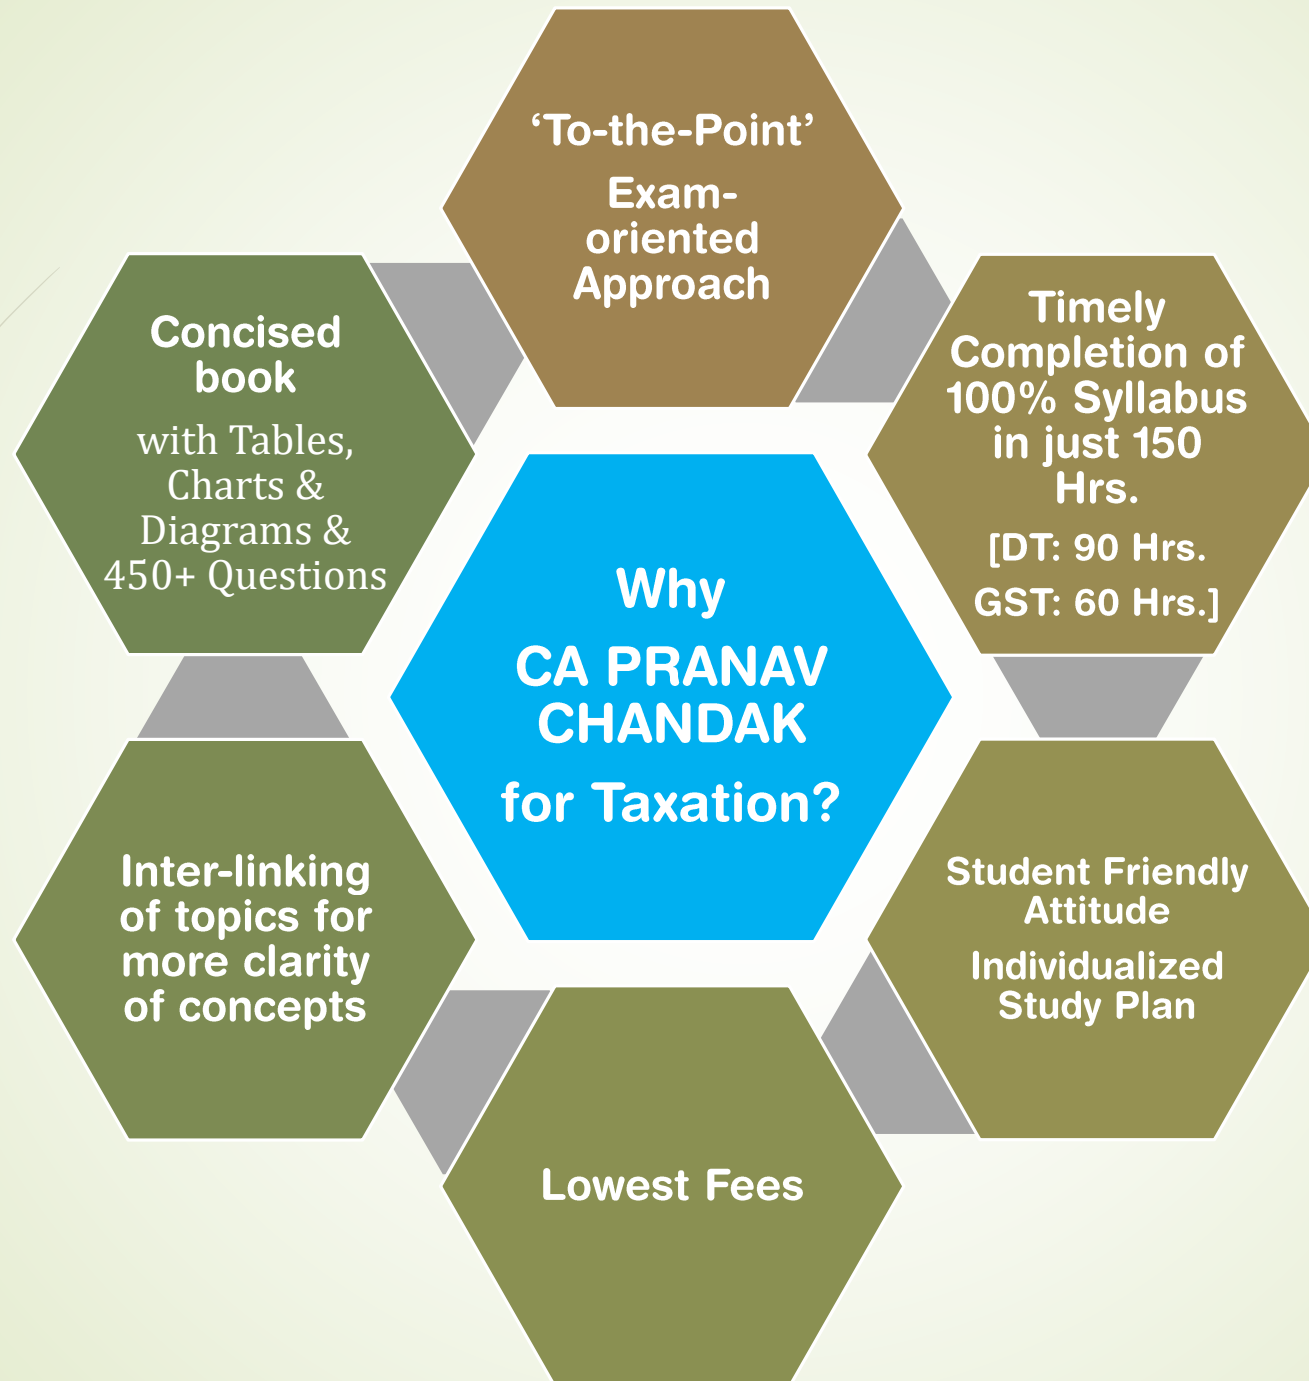 ‘To-the-Point’
Exam-
oriented
Approach
Timely
Completion of
100% Syllabus
in just 150
Hrs.
[DT: 90 Hrs.
GST: 60 Hrs.]
Student Friendly
Attitude
Individualized
Study Plan
Lowest Fees
Inter-linking
of topics for
more clarity
of concepts
Concised
book
with Tables,
Charts &
Diagrams &
450+ Questions
Why
CA PRANAV
CHANDAK
for Taxation?